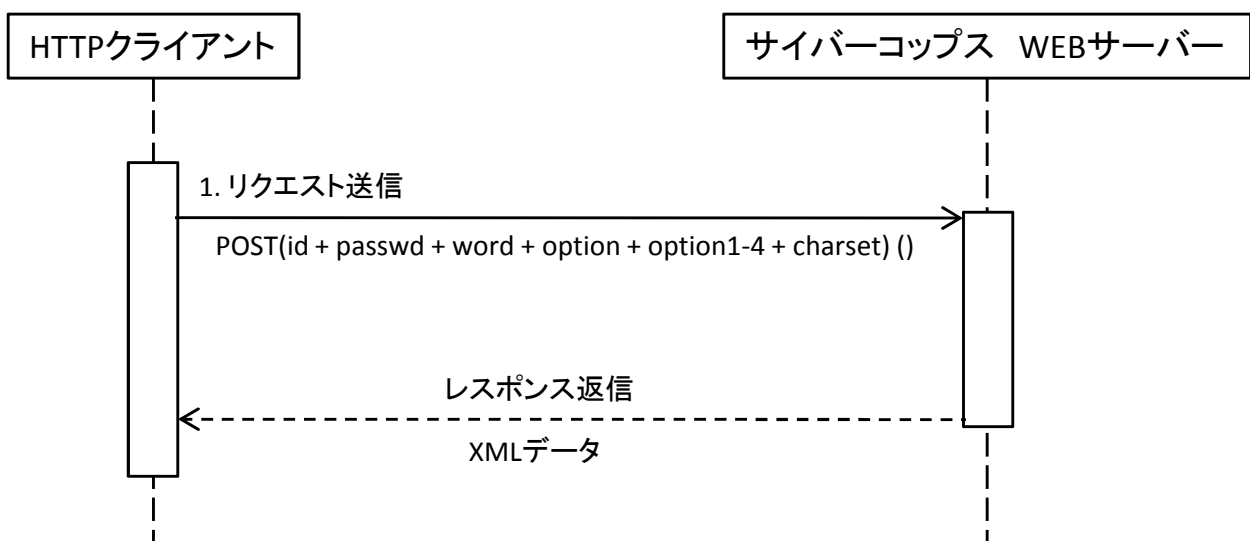 HTTPクライアント
サイバーコップス WEBサーバー
1. リクエスト送信
POST(id + passwd + word + option + option1-4 + charset) ()
レスポンス返信
XMLデータ